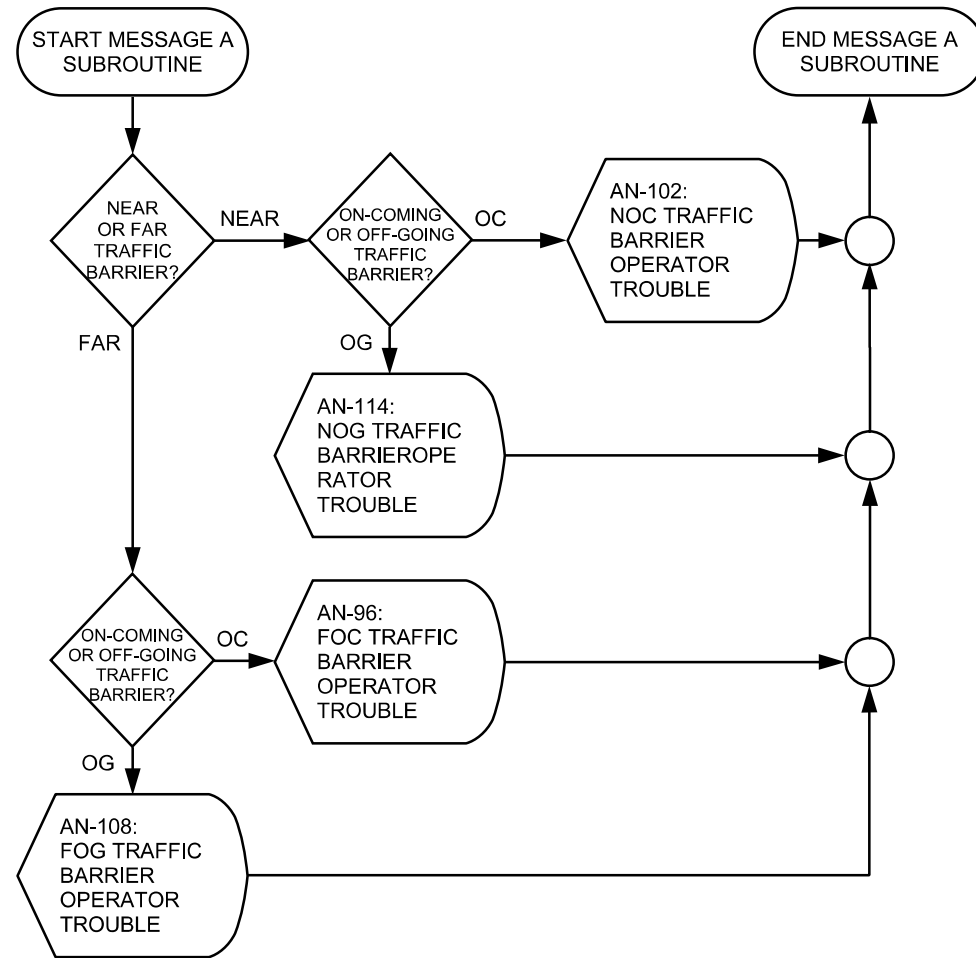 START MESSAGE A
SUBROUTINE
END MESSAGE A
SUBROUTINE
NEAR
OR FAR
TRAFFIC
BARRIER?
NEAR
ON-COMING
OR OFF-GOING
TRAFFIC
BARRIER?
OC
AN-102:
NOC TRAFFIC
BARRIER
OPERATOR
TROUBLE
FAR
OG
AN-114:
NOG TRAFFIC
BARRIEROPE
RATOR
TROUBLE
ON-COMING
OR OFF-GOING
TRAFFIC
BARRIER?
OC
AN-96:
FOC TRAFFIC
BARRIER
OPERATOR
TROUBLE
OG
AN-108:
FOG TRAFFIC
BARRIER
OPERATOR
TROUBLE